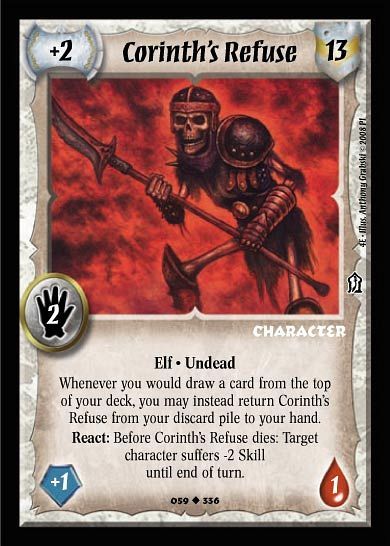 +2 Corinth's Refuse 13
4E • Illus. Anthony Grabski © 2008 PI
2
CHARACTER
Elf • Undead
Whenever you would draw a card from the top
of your deck, you may instead return Corinth's
Refuse from your discard pile to your hand.
React: Before Corinth's Refuse dies: Target
character suffers -2 Skill
until end of turn.
+1
1
059 ◆ 336